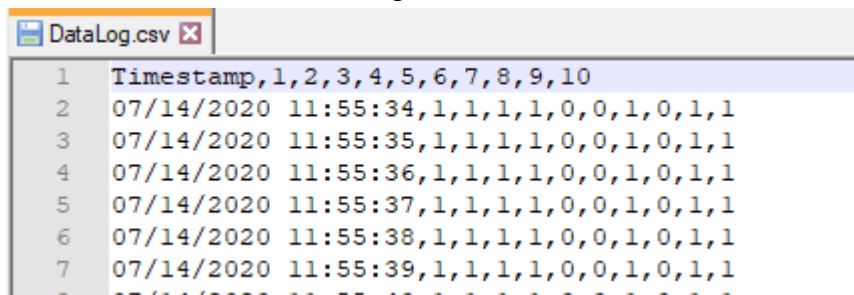 DataLog.csv
1 Timestamp,1,2,3,4,5,6,7,8,9,10
2 07/14/2020 11:55:34,1,1,1,1,0,0,1,0,1,1
3 07/14/2020 11:55:35,1,1,1,1,0,0,1,0,1,1
4 07/14/2020 11:55:36,1,1,1,1,0,0,1,0,1,1
5 07/14/2020 11:55:37,1,1,1,1,0,0,1,0,1,1
6 07/14/2020 11:55:38,1,1,1,1,0,0,1,0,1,1
7 07/14/2020 11:55:39,1,1,1,1,0,0,1,0,1,1